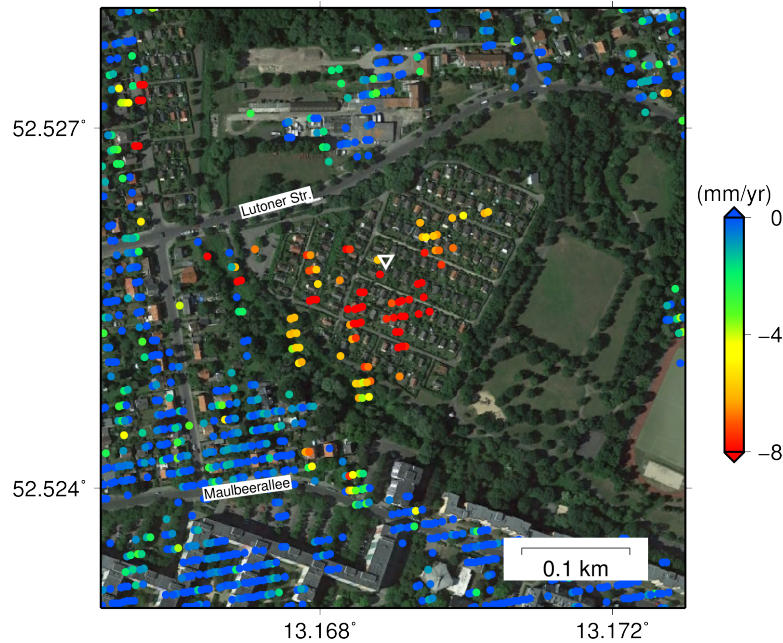 (mm/yr)
52.527°
0
Lutoner Str.
−4
−8
52.524°
Maulbeerallee
0.1 km
13.168°
13.172°